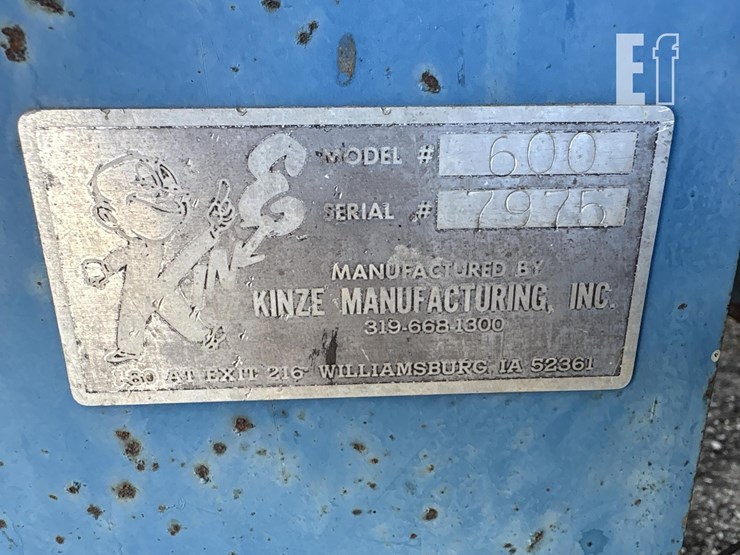 Ef
MODEL # 600
SERIAL # 7975
KINZE
MANUFACTURED BY
KINZE MANUFACTURING, INC.
319-668-1300
I-80 AT EXIT 216 WILLIAMSBURG, IA 52361